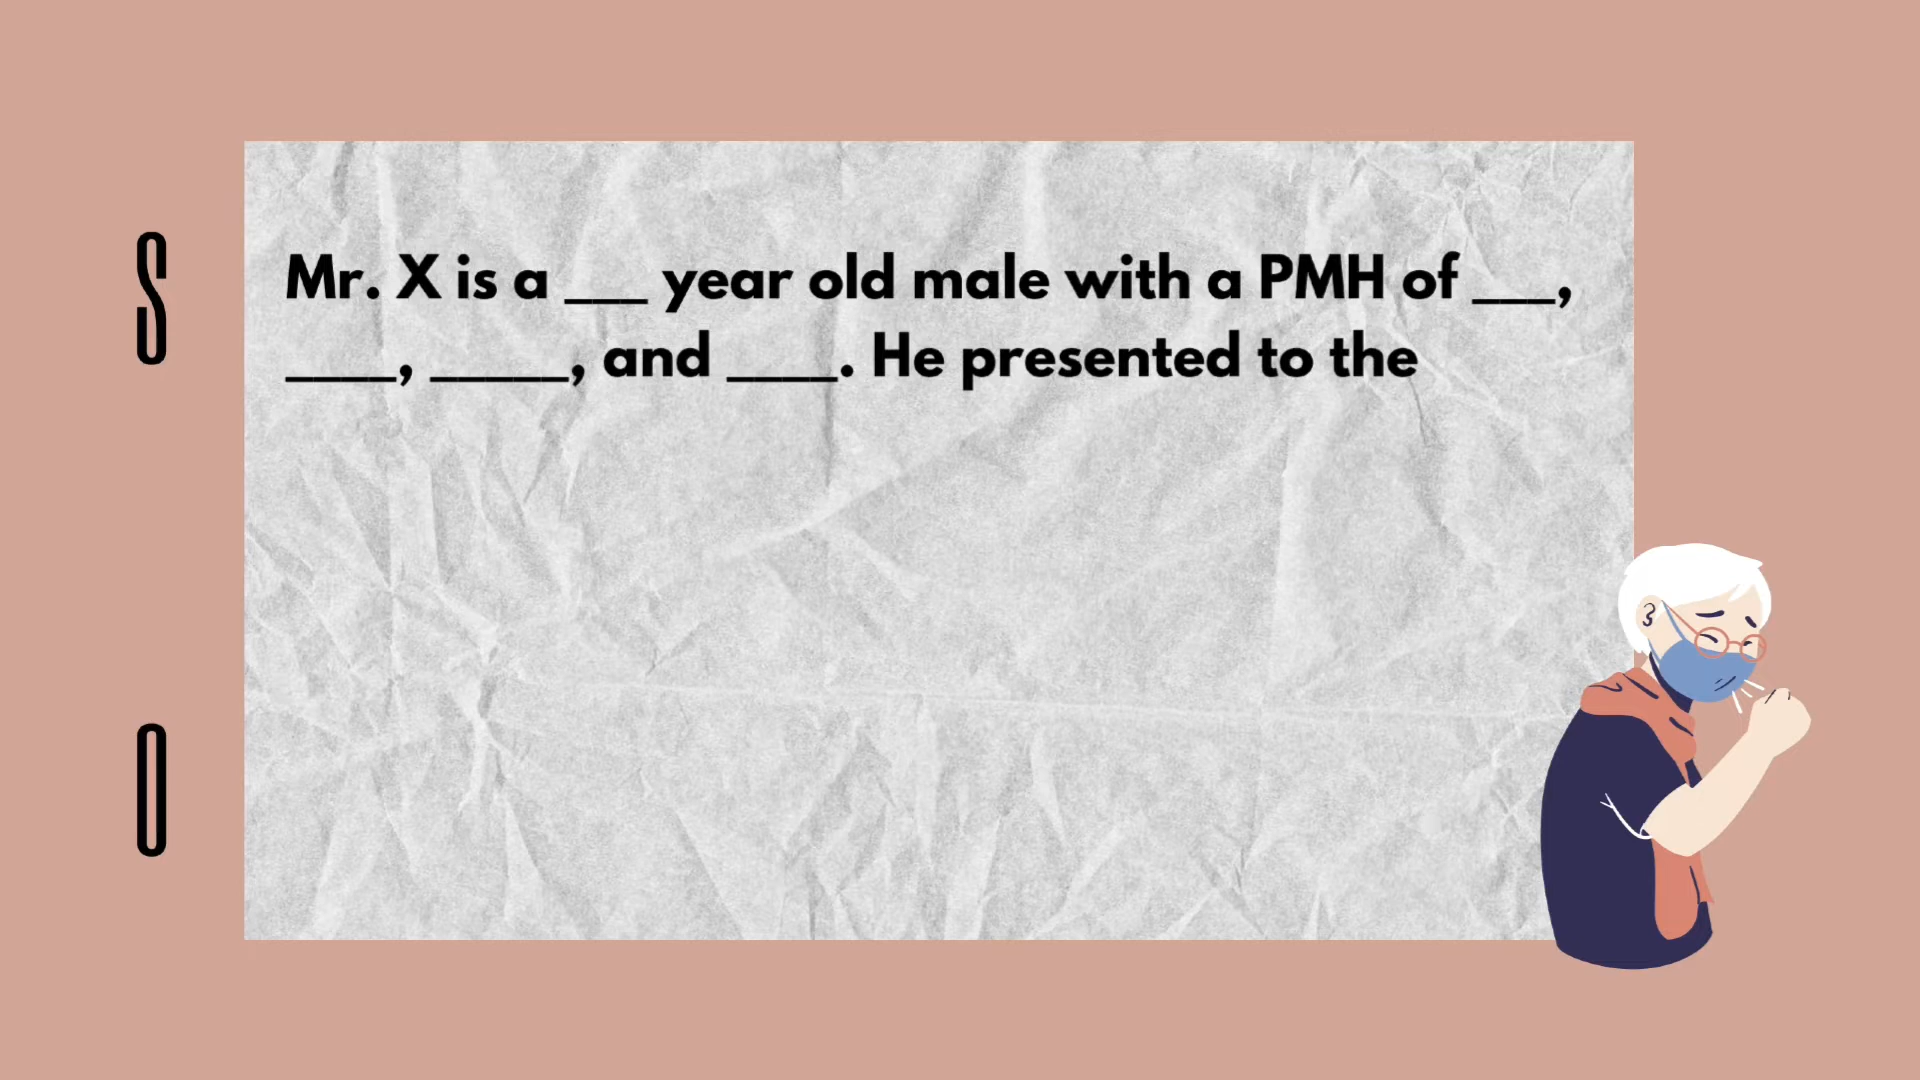 S
Mr. X is a ___ year old male with a PMH of ___,
____, _____, and ____. He presented to the
O